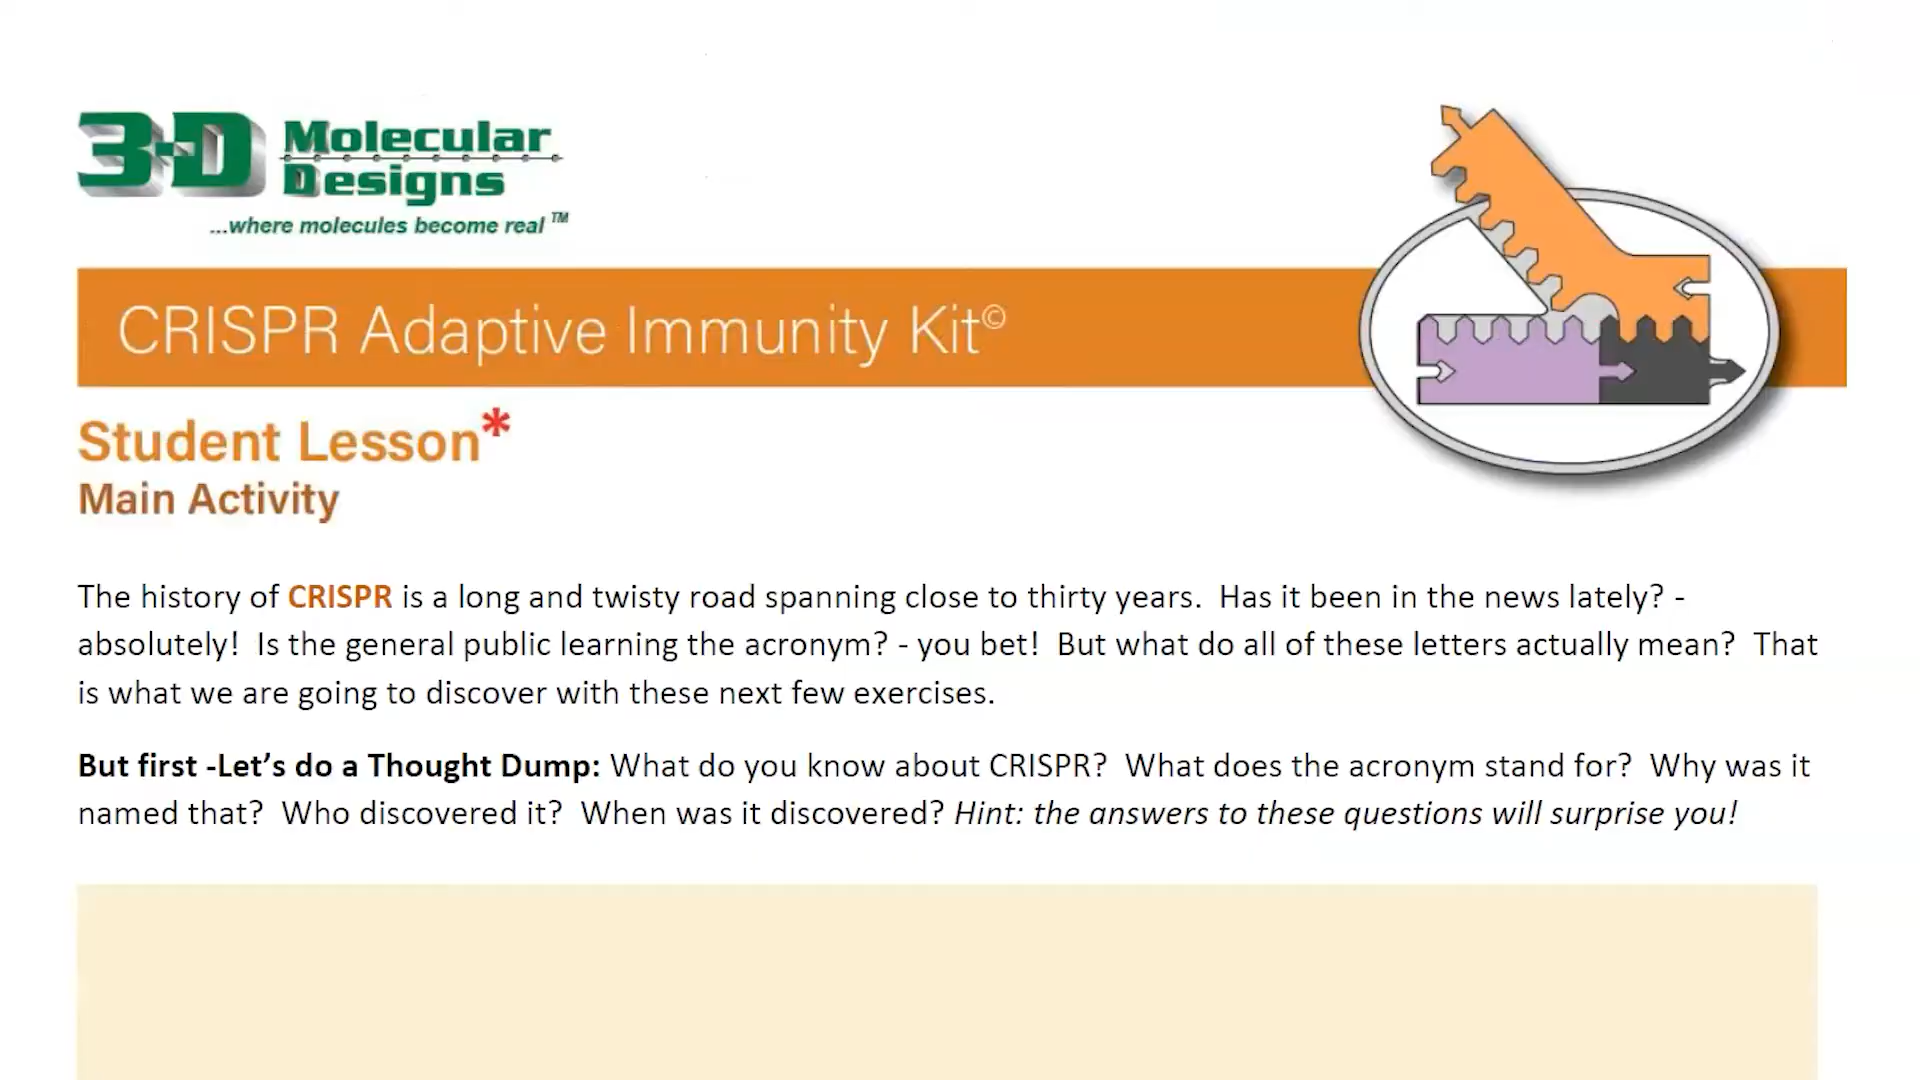 3-D Molecular
Designs
...where molecules become real™
CRISPR Adaptive Immunity Kit©
Student Lesson*
Main Activity
The history of CRISPR is a long and twisty road spanning close to thirty years.  Has it been in the news lately? -
absolutely!  Is the general public learning the acronym? - you bet!  But what do all of these letters actually mean?  That
is what we are going to discover with these next few exercises.
But first -Let’s do a Thought Dump: What do you know about CRISPR?  What does the acronym stand for?  Why was it
named that?  Who discovered it?  When was it discovered? Hint: the answers to these questions will surprise you!